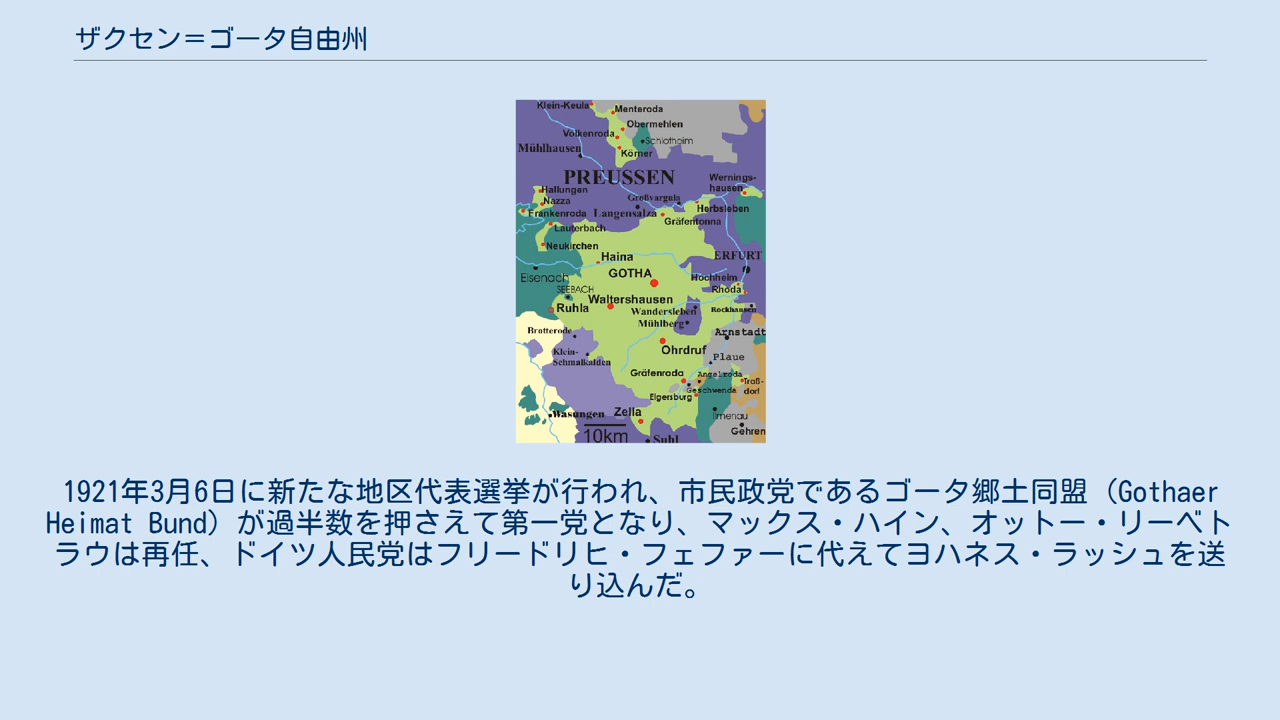 ザクセン＝ゴータ自由州
Klein-Keula
Menteroda
Obermehlen
Volkenroda
Schlotheim
Mühlhausen
Körner
PREUSSEN
Wernings-
hausen
Hallungen
Nazza
Großvargula
Frankenroda
Langensalza
Herbsleben
Gräfentonna
Lauterbach
Neukirchen
Haina
ERFURT
GOTHA
Eisenach
Hochheim
SEEBACH
Rhoda
Waltershausen
Ruhla
Wandersleben
Rockhausen
Mühlberg
Brotterode
Arnstadt
Klein-
Schmalkalden
Ohrdruf
Plaue
Gräfenroda
Angelroda
Traß-
dorf
Geschwenda
Elgersburg
Wasungen
Zella
Ilmenau
10km
Suhl
Gehren
1921年3月6日に新たな地区代表選挙が行われ、市民政党であるゴータ郷土同盟（Gothaer
Heimat Bund）が過半数を押さえて第一党となり、マックス・ハイン、オットー・リーベト
ラウは再任、ドイツ人民党はフリードリヒ・フェファーに代えてヨハネス・ラッシュを送
り込んだ。